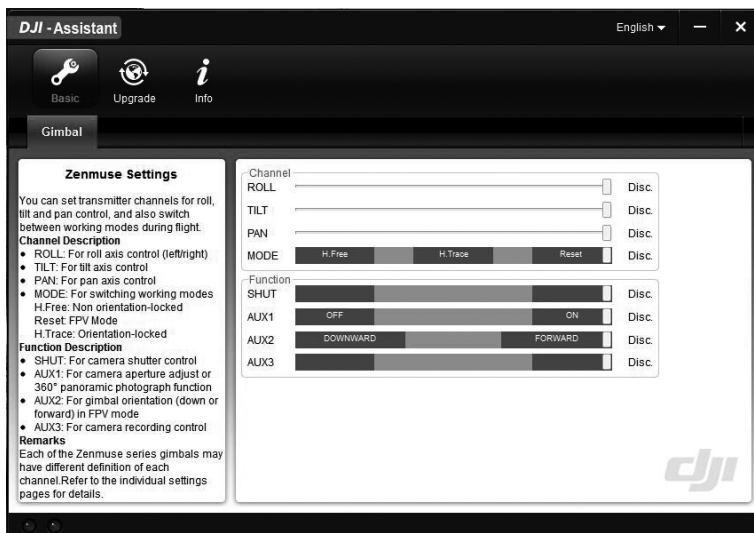 DJI - Assistant
English
Basic
Upgrade
Info
Gimbal
Zenmuse Settings
You can set transmitter channels for roll,
tilt and pan control, and also switch
between working modes during flight.
Channel Description
• ROLL: For roll axis control (left/right)
• TILT: For tilt axis control
• PAN: For pan axis control
• MODE: For switching working modes
H.Free: Non orientation-locked
Reset: FPV Mode
H.Trace: Orientation-locked
Function Description
• SHUT: For camera shutter control
• AUX1: For camera aperture adjust or
360° panoramic photograph function
• AUX2: For gimbal orientation (down or
forward) in FPV mode
• AUX3: For camera recording control
Remarks
Each of the Zenmuse series gimbals may
have different definition of each
channel.Refer to the individual settings
pages for details.
Channel
ROLL Disc.
TILT Disc.
PAN Disc.
MODE H.Free H.Trace Reset Disc.
Function
SHUT Disc.
AUX1 OFF ON Disc.
AUX2 DOWNWARD FORWARD Disc.
AUX3 Disc.
dji